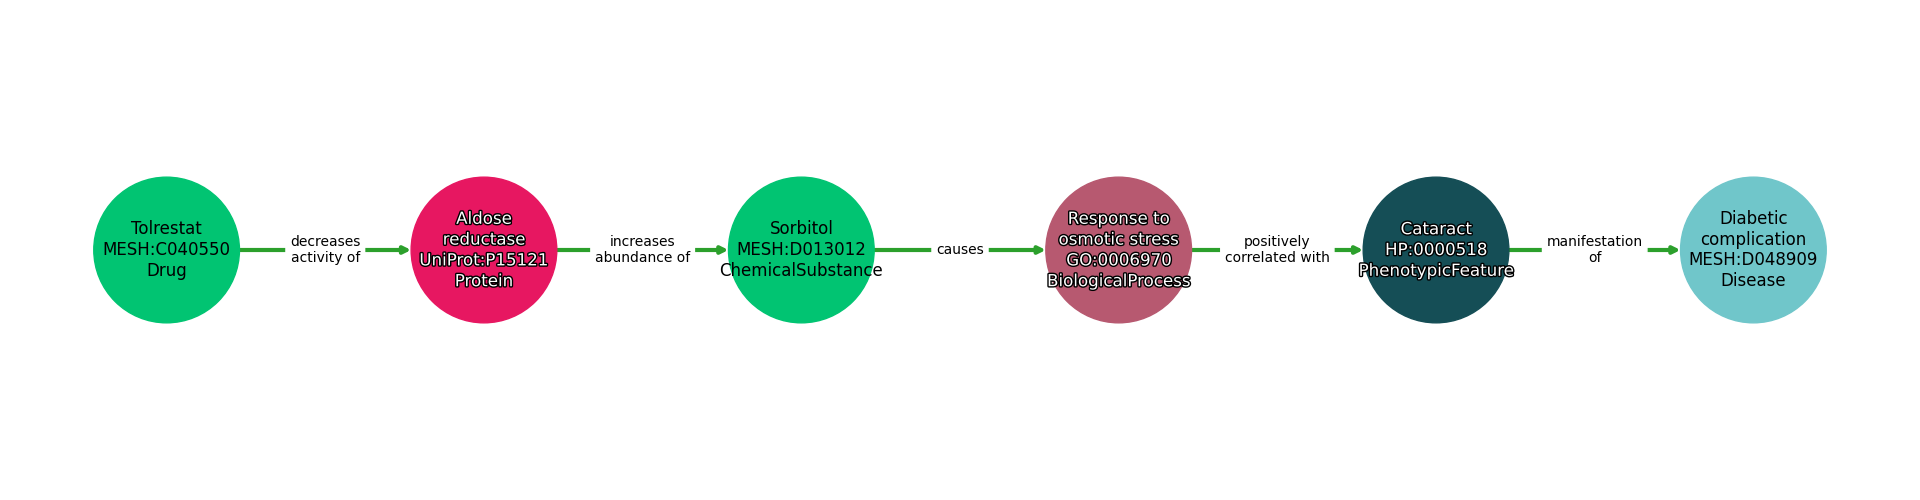 Tolrestat
MESH:C040550
Drug
decreases
activity of
Aldose
reductase
UniProt:P15121
Protein
increases
abundance of
Sorbitol
MESH:D013012
ChemicalSubstance
causes
Response to
osmotic stress
GO:0006970
BiologicalProcess
positively
correlated with
Cataract
HP:0000518
PhenotypicFeature
manifestation
of
Diabetic
complication
MESH:D048909
Disease